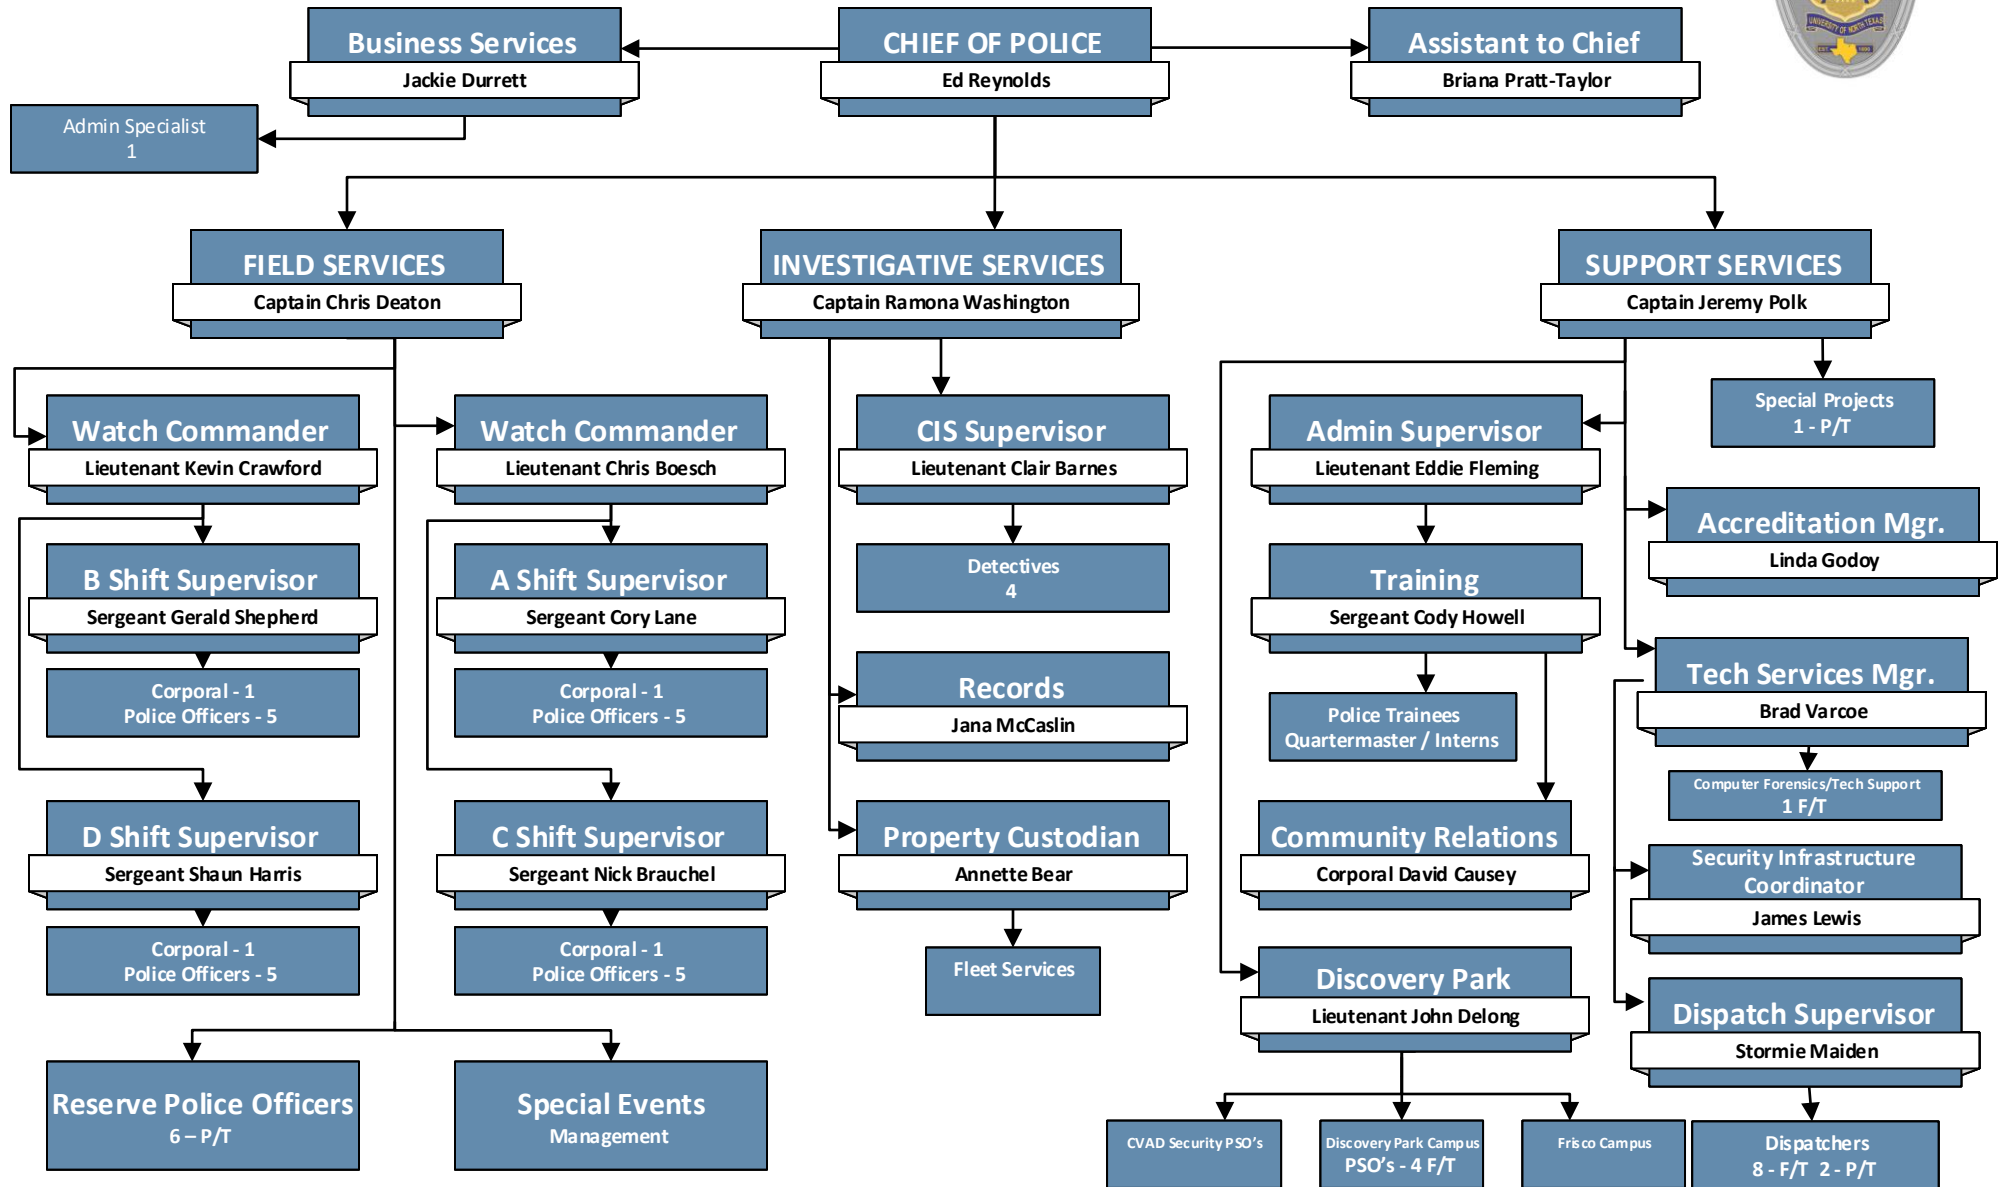 UNIVERSITY OF NORTH TEXAS
EST. 1890
Business Services
Jackie Durrett
CHIEF OF POLICE
Ed Reynolds
Assistant to Chief
Briana Pratt-Taylor
Admin Specialist
1
FIELD SERVICES
Captain Chris Deaton
INVESTIGATIVE SERVICES
Captain Ramona Washington
SUPPORT SERVICES
Captain Jeremy Polk
Special Projects
1 - P/T
Watch Commander
Lieutenant Kevin Crawford
Watch Commander
Lieutenant Chris Boesch
CIS Supervisor
Lieutenant Clair Barnes
Admin Supervisor
Lieutenant Eddie Fleming
Accreditation Mgr.
Linda Godoy
B Shift Supervisor
Sergeant Gerald Shepherd
A Shift Supervisor
Sergeant Cory Lane
Detectives
4
Training
Sergeant Cody Howell
Corporal - 1
Police Officers - 5
Corporal - 1
Police Officers - 5
Records
Jana McCaslin
Police Trainees
Quartermaster / Interns
Tech Services Mgr.
Brad Varcoe
Computer Forensics/Tech Support
1 F/T
D Shift Supervisor
Sergeant Shaun Harris
C Shift Supervisor
Sergeant Nick Brauchel
Property Custodian
Annette Bear
Community Relations
Corporal David Causey
Security Infrastructure
Coordinator
James Lewis
Corporal - 1
Police Officers - 5
Corporal - 1
Police Officers - 5
Fleet Services
Discovery Park
Lieutenant John Delong
Dispatch Supervisor
Stormie Maiden
Reserve Police Officers
6 – P/T
Special Events
Management
CVAD Security PSO's
Discovery Park Campus
PSO's - 4 F/T
Frisco Campus
Dispatchers
8 - F/T 2 - P/T